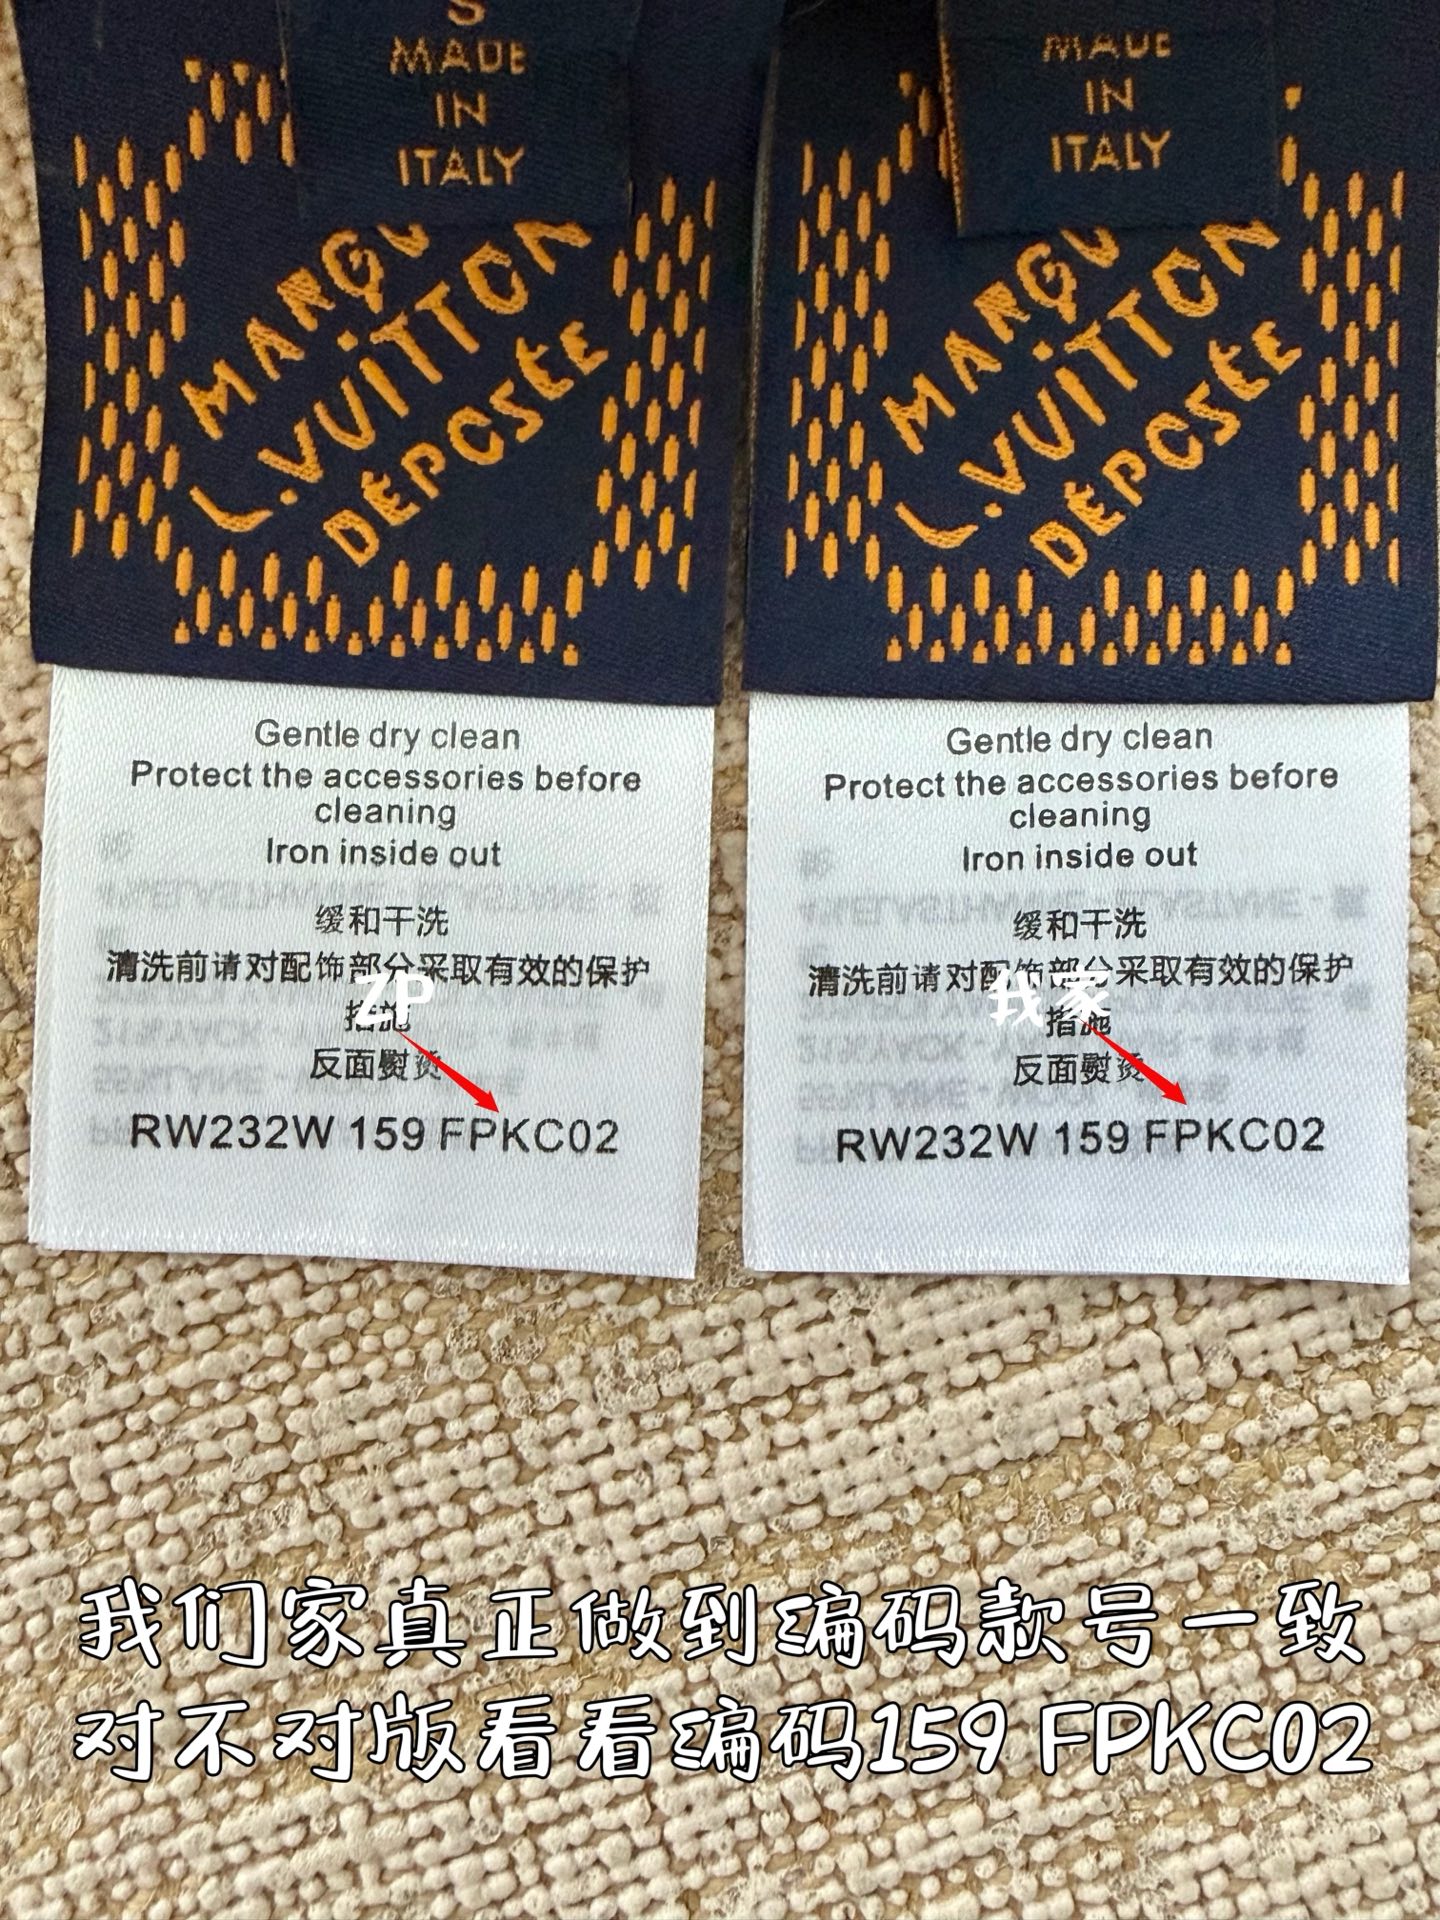 S
MADE
IN
ITALY
L.VUITTON
DÉPOSÉE
Gentle dry clean
Protect the accessories before
cleaning
Iron inside out
缓和干洗
清洗前请对配饰部分采取有效的保护
措施
反面熨烫
ZP
RW232W 159 FPKC02
MADE
IN
ITALY
L.VUITTON
DÉPOSÉE
Gentle dry clean
Protect the accessories before
cleaning
Iron inside out
缓和干洗
清洗前请对配饰部分采取有效的保护
措施
反面熨烫
我家
RW232W 159 FPKC02
我们家真正做到编码款号一致
对不对版看看编码159 FPKC02